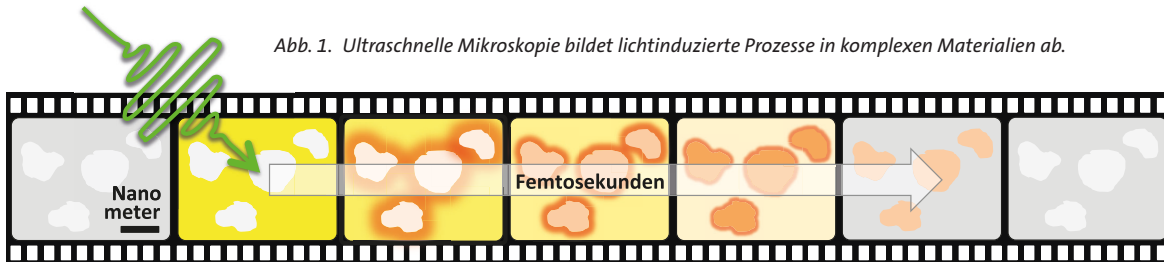 Abb. 1. Ultraschnelle Mikroskopie bildet lichtinduzierte Prozesse in komplexen Materialien ab.
Nano
meter
Femtosekunden